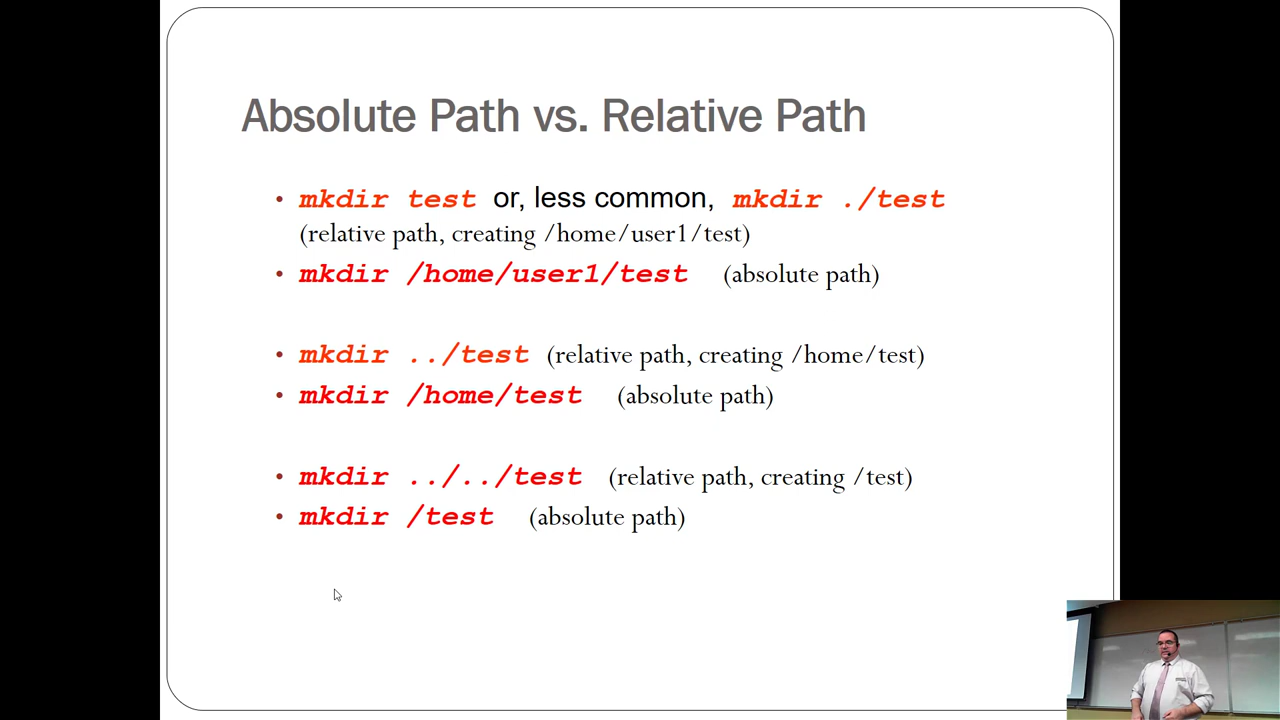 Absolute Path vs. Relative Path
• mkdir test or, less common, mkdir ./test
(relative path, creating /home/user1/test)
• mkdir /home/user1/test (absolute path)
• mkdir ../test (relative path, creating /home/test)
• mkdir /home/test (absolute path)
• mkdir ../../test (relative path, creating /test)
• mkdir /test (absolute path)